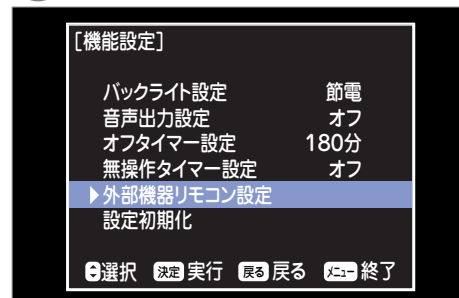 [機能設定]
バックライト設定 節電
音声出力設定 オフ
オフタイマー設定 180分
無操作タイマー設定 オフ
外部機器リモコン設定
設定初期化
選択 決定 実行 戻る 戻る メニュー 終了